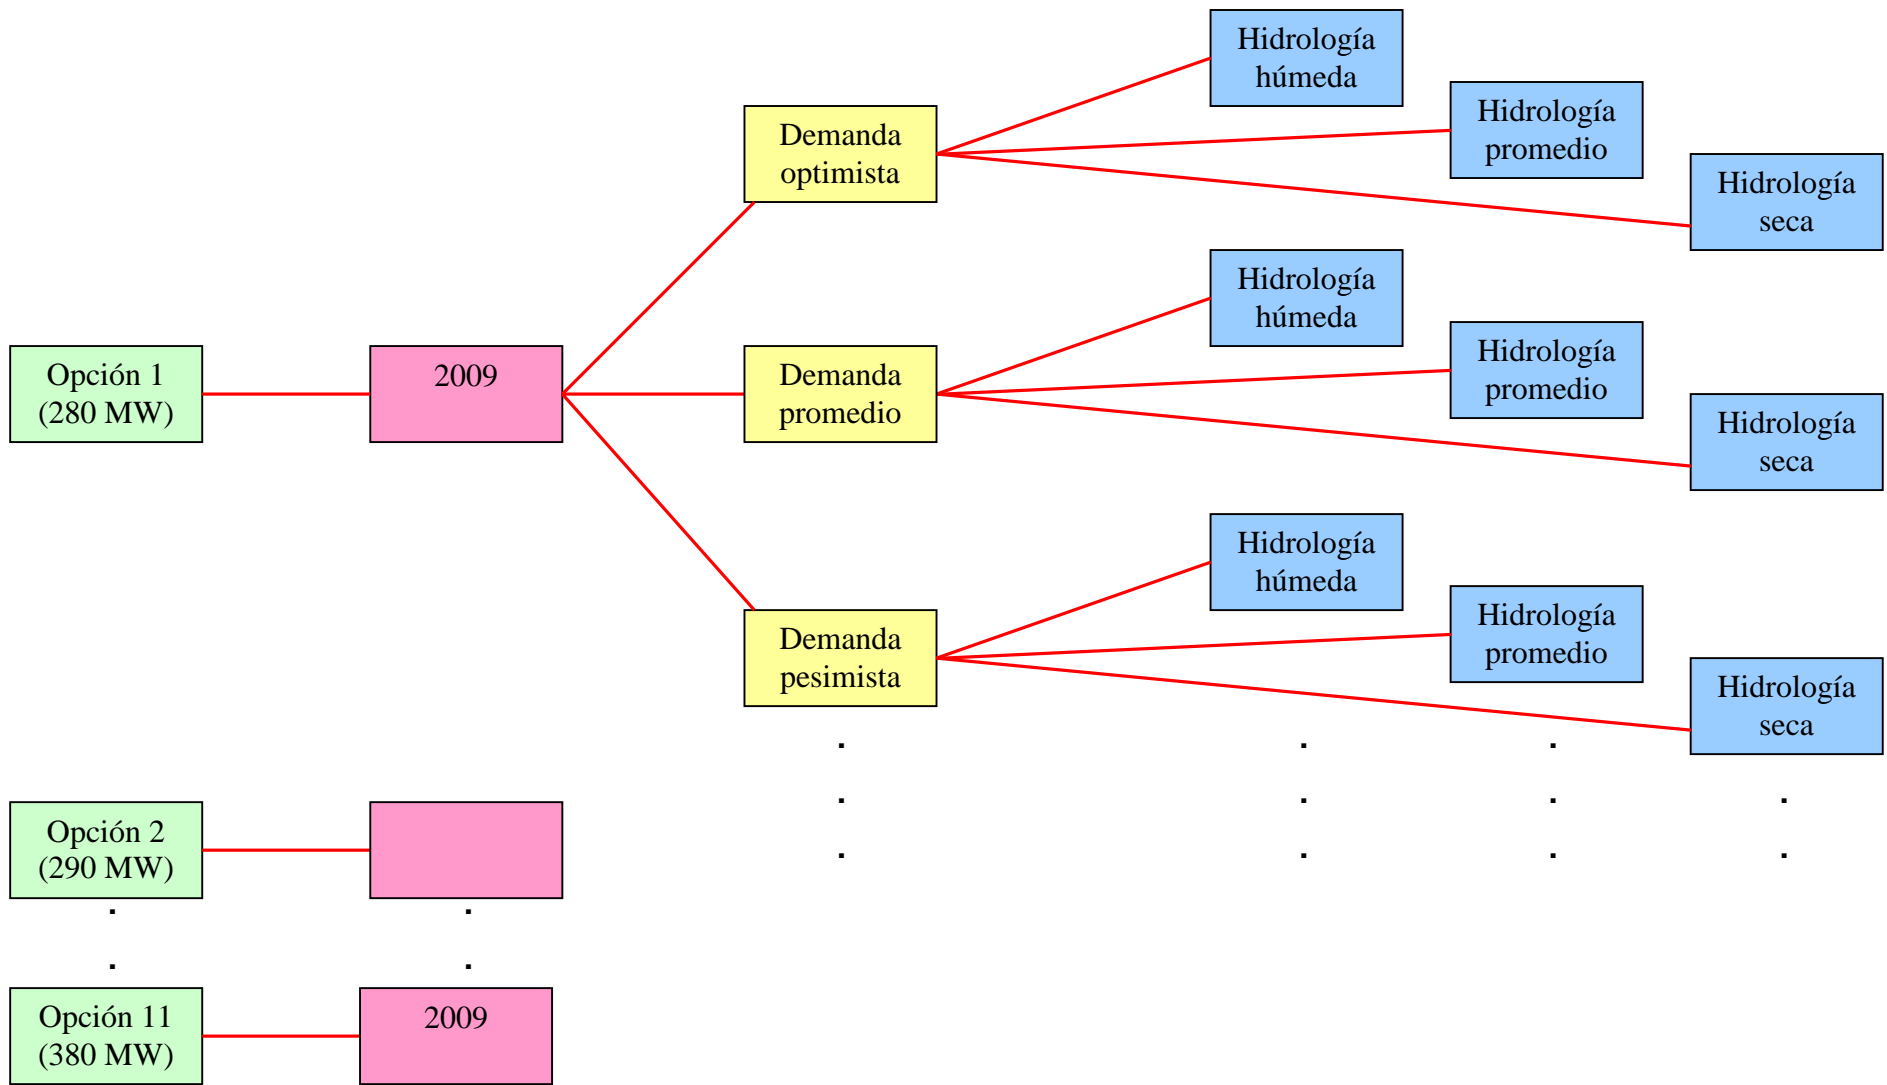 Hidrología
húmeda
Hidrología
promedio
Hidrología
seca
Demanda
optimista
Hidrología
húmeda
Hidrología
promedio
Hidrología
seca
Opción 1
(280 MW)
2009
Demanda
promedio
Hidrología
húmeda
Hidrología
promedio
Hidrología
seca
Demanda
pesimista
Opción 2
(290 MW)
Opción 11
(380 MW)
2009